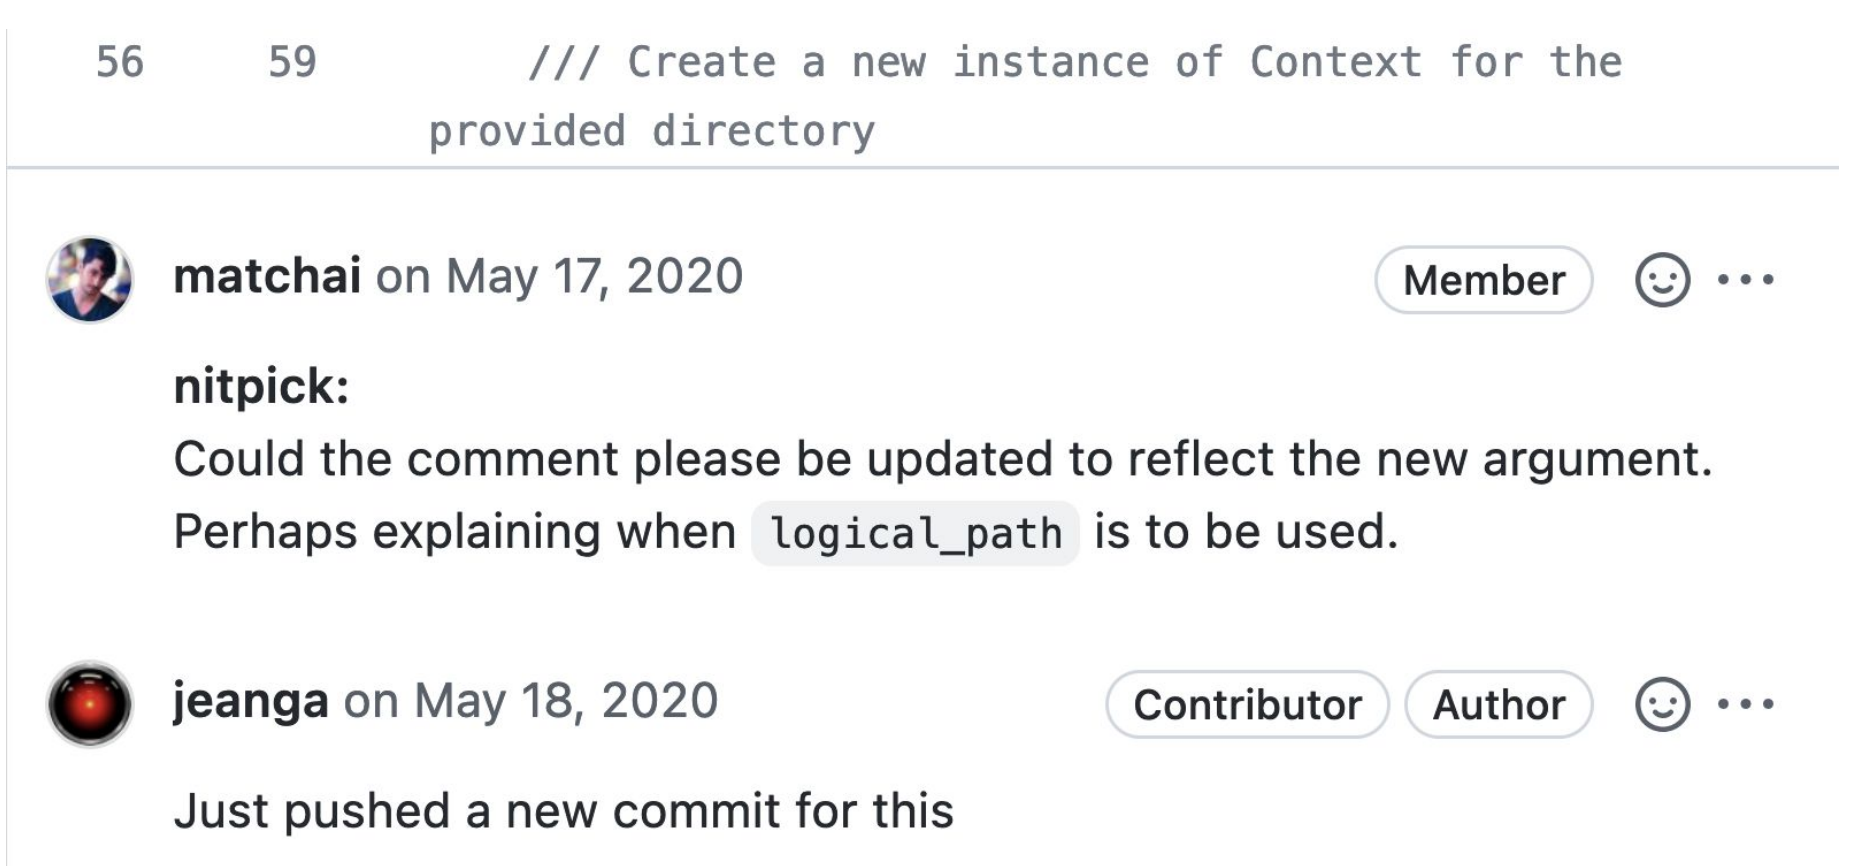 56 59 /// Create a new instance of Context for the
provided directory
matchai on May 17, 2020 Member
nitpick:
Could the comment please be updated to reflect the new argument.
Perhaps explaining when logical_path is to be used.
jeanga on May 18, 2020 Contributor Author
Just pushed a new commit for this